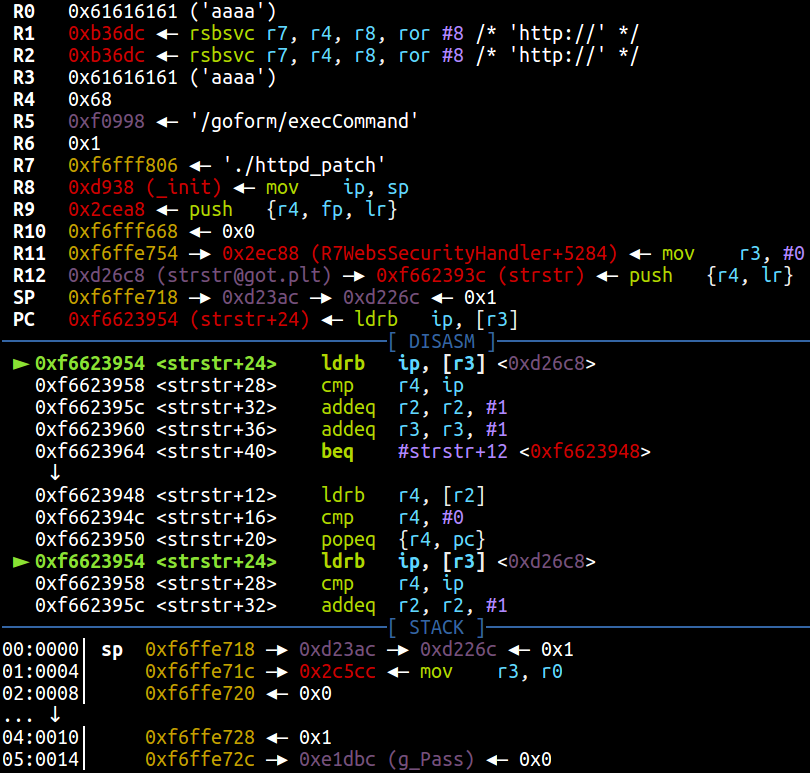 R0 0x61616161 ('aaaa')
R1 0xb36dc ◂— rsbsvc r7, r4, r8, ror #8 /* 'http://' */
R2 0xb36dc ◂— rsbsvc r7, r4, r8, ror #8 /* 'http://' */
R3 0x61616161 ('aaaa')
R4 0x68
R5 0xf0998 ◂— '/goform/execCommand'
R6 0x1
R7 0xf6fff806 ◂— './httpd_patch'
R8 0xd938 (_init) ◂— mov ip, sp
R9 0x2cea8 ◂— push {r4, fp, lr}
R10 0xf6fff668 ◂— 0x0
R11 0xf6ffe754 —▸ 0x2ec88 (R7WebsSecurityHandler+5284) ◂— mov r3, #0
R12 0xd26c8 (strstr@got.plt) —▸ 0xf662393c (strstr) ◂— push {r4, lr}
SP 0xf6ffe718 —▸ 0xd23ac —▸ 0xd226c ◂— 0x1
PC 0xf6623954 (strstr+24) ◂— ldrb ip, [r3]
[ DISASM ]
► 0xf6623954 <strstr+24> ldrb ip, [r3] <0xd26c8>
0xf6623958 <strstr+28> cmp r4, ip
0xf662395c <strstr+32> addeq r2, r2, #1
0xf6623960 <strstr+36> addeq r3, r3, #1
0xf6623964 <strstr+40> beq #strstr+12 <0xf6623948>
↓
0xf6623948 <strstr+12> ldrb r4, [r2]
0xf662394c <strstr+16> cmp r4, #0
0xf6623950 <strstr+20> popeq {r4, pc}
► 0xf6623954 <strstr+24> ldrb ip, [r3] <0xd26c8>
0xf6623958 <strstr+28> cmp r4, ip
0xf662395c <strstr+32> addeq r2, r2, #1
[ STACK ]
00:0000│ sp 0xf6ffe718 —▸ 0xd23ac —▸ 0xd226c ◂— 0x1
01:0004│ 0xf6ffe71c —▸ 0x2c5cc ◂— mov r3, r0
02:0008│ 0xf6ffe720 ◂— 0x0
... ↓
04:0010│ 0xf6ffe728 ◂— 0x1
05:0014│ 0xf6ffe72c —▸ 0xe1dbc (g_Pass) ◂— 0x0